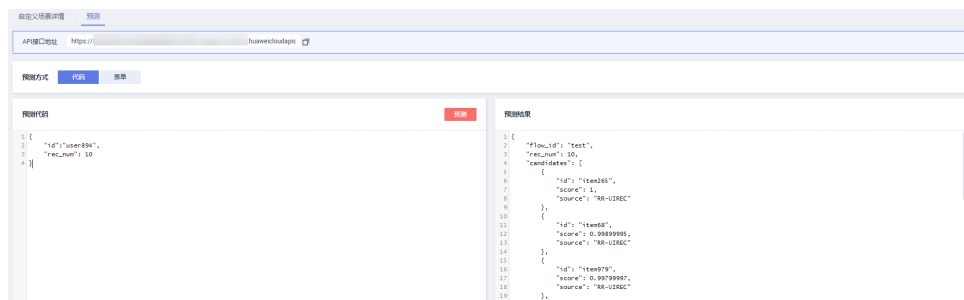 自定义场景详情 预测
API接口地址 https:// .huaweicloudapis
预测方式 代码 表单
预测代码 预测
1 {
2 "id":"user894",
3 "rec_num": 10
4 }
预测结果
1 {
2 "flow_id": "test",
3 "rec_num": 10,
4 "candidates": [
5 {
6 "id": "item265",
7 "score": 1,
8 "source": "RR-UIREC"
9 },
10 {
11 "id": "item68",
12 "score": 0.99899995,
13 "source": "RR-UIREC"
14 },
15 {
16 "id": "item979",
17 "score": 0.99799997,
18 "source": "RR-UIREC"
19 },